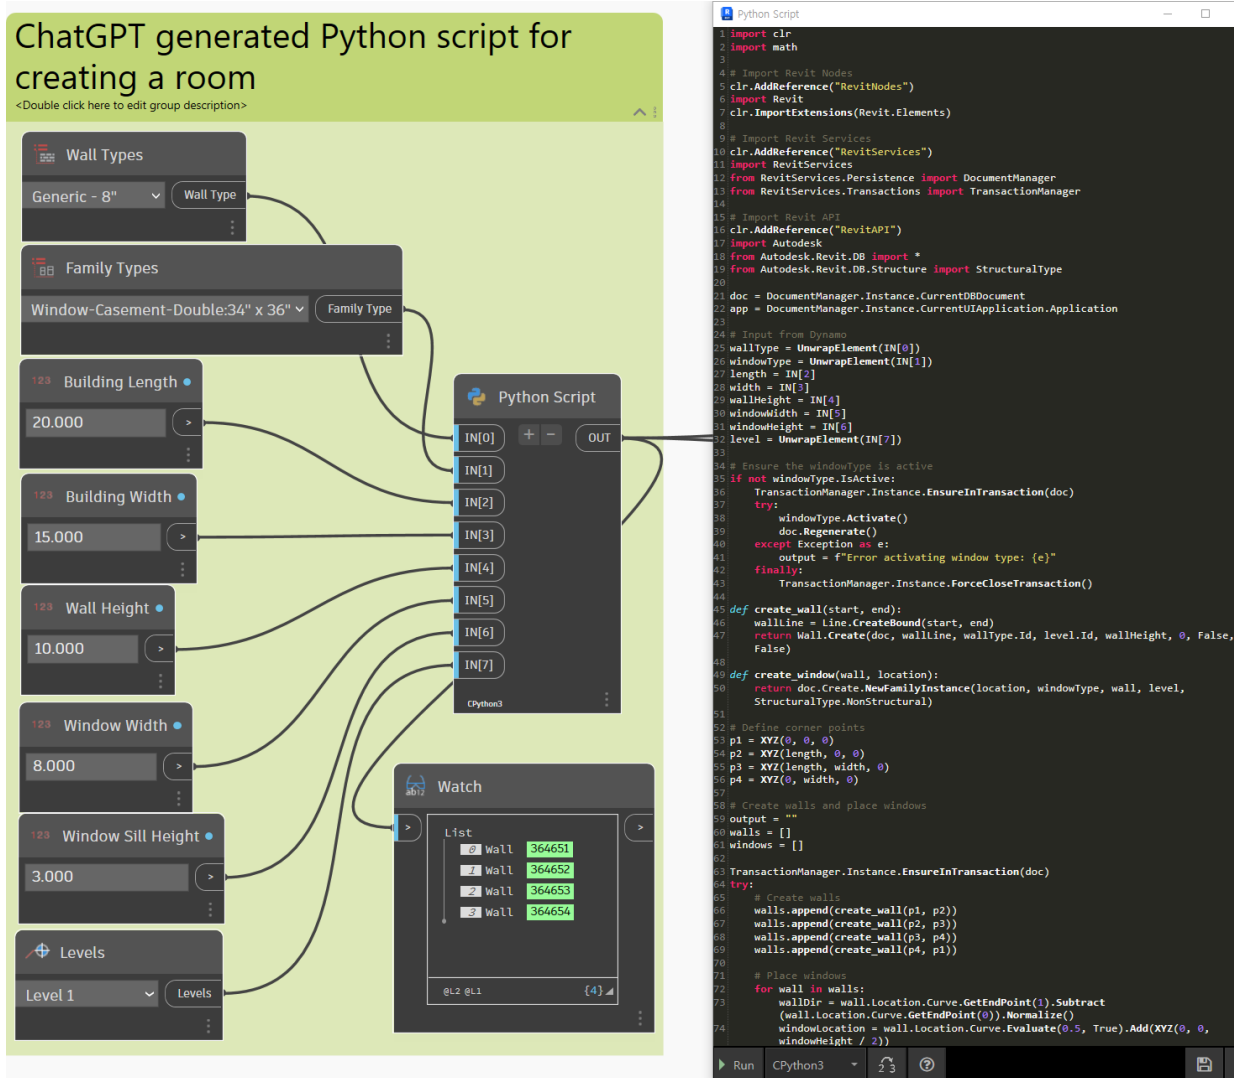 ChatGPT generated Python script for
creating a room
<Double click here to edit group description>
Wall Types
Generic - 8"
Wall Type
Family Types
Window-Casement-Double:34" x 36"
Family Type
123 Building Length
20.000
>
123 Building Width
15.000
>
123 Wall Height
10.000
>
123 Window Width
8.000
>
123 Window Sill Height
3.000
>
Levels
Level 1
Levels
Python Script
IN[0]
+ −
OUT
IN[1]
IN[2]
IN[3]
IN[4]
IN[5]
IN[6]
IN[7]
CPython3
Watch
>
>
List
0 Wall 364651
1 Wall 364652
2 Wall 364653
3 Wall 364654
@L2 @L1
{4}
Python Script
1 import clr
2 import math
3
4 # Import Revit Nodes
5 clr.AddReference("RevitNodes")
6 import Revit
7 clr.ImportExtensions(Revit.Elements)
8
9 # Import Revit Services
10 clr.AddReference("RevitServices")
11 import RevitServices
12 from RevitServices.Persistence import DocumentManager
13 from RevitServices.Transactions import TransactionManager
14
15 # Import Revit API
16 clr.AddReference("RevitAPI")
17 import Autodesk
18 from Autodesk.Revit.DB import *
19 from Autodesk.Revit.DB.Structure import StructuralType
20
21 doc = DocumentManager.Instance.CurrentDBDocument
22 app = DocumentManager.Instance.CurrentUIApplication.Application
23
24 # Input from Dynamo
25 wallType = UnwrapElement(IN[0])
26 windowType = UnwrapElement(IN[1])
27 length = IN[2]
28 width = IN[3]
29 wallHeight = IN[4]
30 windowWidth = IN[5]
31 windowHeight = IN[6]
32 level = UnwrapElement(IN[7])
33
34 # Ensure the windowType is active
35 if not windowType.IsActive:
36 TransactionManager.Instance.EnsureInTransaction(doc)
37 try:
38 windowType.Activate()
39 doc.Regenerate()
40 except Exception as e:
41 output = f"Error activating window type: {e}"
42 finally:
43 TransactionManager.Instance.ForceCloseTransaction()
44
45 def create_wall(start, end):
46 wallLine = Line.CreateBound(start, end)
47 return Wall.Create(doc, wallLine, wallType.Id, level.Id, wallHeight, 0, False,
False)
48
49 def create_window(wall, location):
50 return doc.Create.NewFamilyInstance(location, windowType, wall, level,
StructuralType.NonStructural)
51
52 # Define corner points
53 p1 = XYZ(0, 0, 0)
54 p2 = XYZ(length, 0, 0)
55 p3 = XYZ(length, width, 0)
56 p4 = XYZ(0, width, 0)
57
58 # Create walls and place windows
59 output = ""
60 walls = []
61 windows = []
62
63 TransactionManager.Instance.EnsureInTransaction(doc)
64 try:
65 # Create walls
66 walls.append(create_wall(p1, p2))
67 walls.append(create_wall(p2, p3))
68 walls.append(create_wall(p3, p4))
69 walls.append(create_wall(p4, p1))
70
71 # Place windows
72 for wall in walls:
73 wallDir = wall.Location.Curve.GetEndPoint(1).Subtract
(wall.Location.Curve.GetEndPoint(0)).Normalize()
74 windowLocation = wall.Location.Curve.Evaluate(0.5, True).Add(XYZ(0, 0,
windowHeight / 2))
Run
CPython3
2 3